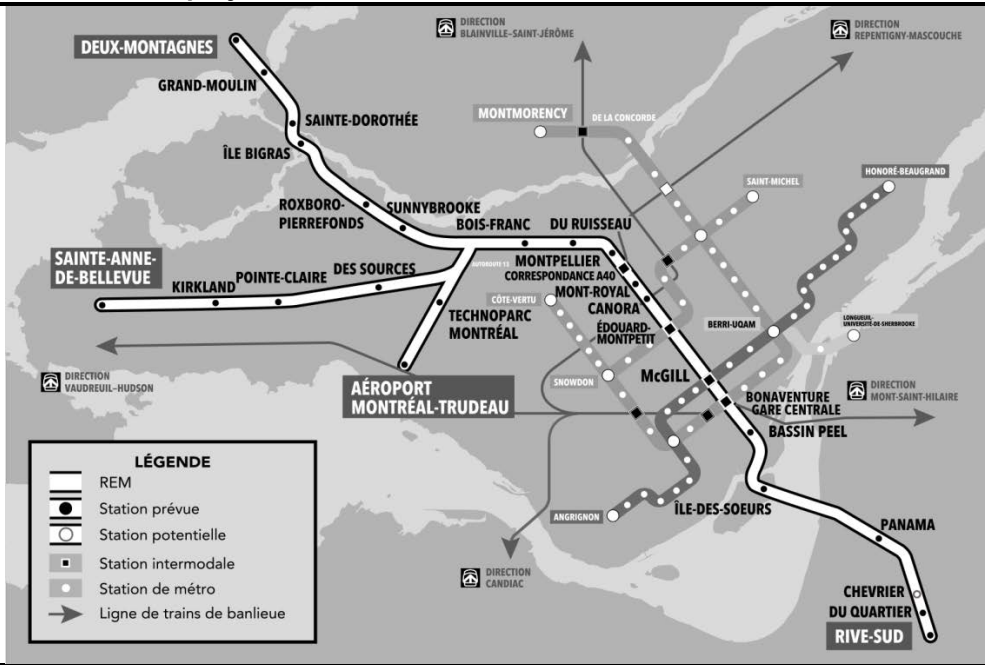 DIRECTION
BLAINVILLE–SAINT-JÉRÔME
DIRECTION
REPENTIGNY-MASCOUCHE
DEUX-MONTAGNES
GRAND-MOULIN
SAINTE-DOROTHÉE
ÎLE BIGRAS
MONTMORENCY
DE LA CONCORDE
SAINT-MICHEL
HONORÉ-BEAUGRAND
ROXBORO-
PIERREFONDS
SUNNYBROOKE
BOIS-FRANC
DU RUISSEAU
SAINTE-ANNE-
DE-BELLEVUE
KIRKLAND
POINTE-CLAIRE
DES SOURCES
AUTOROUTE 13
MONTPELLIER
CORRESPONDANCE A40
MONT-ROYAL
CANORA
CÔTE-VERTU
TECHNOPARC
MONTRÉAL
ÉDOUARD-
MONTPETIT
BERRI-UQAM
LONGUEUIL–
UNIVERSITÉ-DE-SHERBROOKE
DIRECTION
VAUDREUIL–HUDSON
AÉROPORT
MONTRÉAL-TRUDEAU
SNOWDON
McGILL
DIRECTION
MONT-SAINT-HILAIRE
BONAVENTURE
GARE CENTRALE
BASSIN PEEL
ANGRIGNON
ÎLE-DES-SOEURS
PANAMA
DIRECTION
CANDIAC
CHEVRIER
DU QUARTIER
RIVE-SUD
LÉGENDE
REM
Station prévue
Station potentielle
Station intermodale
Station de métro
Ligne de trains de banlieue